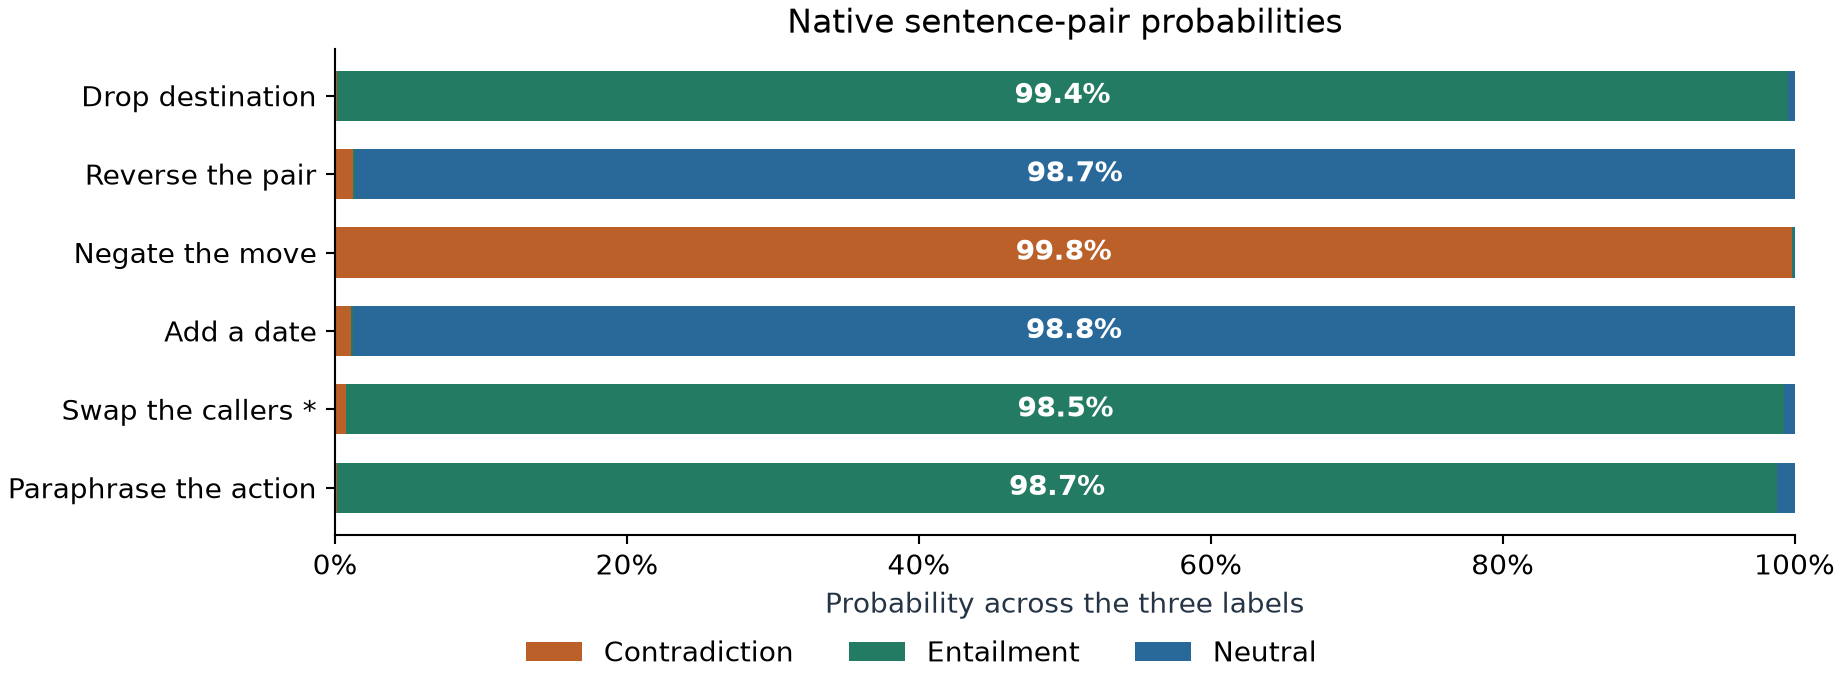 Native sentence-pair probabilities
Drop destination 99.4%
Reverse the pair 98.7%
Negate the move 99.8%
Add a date 98.8%
Swap the callers * 98.5%
Paraphrase the action 98.7%
0% 20% 40% 60% 80% 100%
Probability across the three labels
Contradiction Entailment Neutral